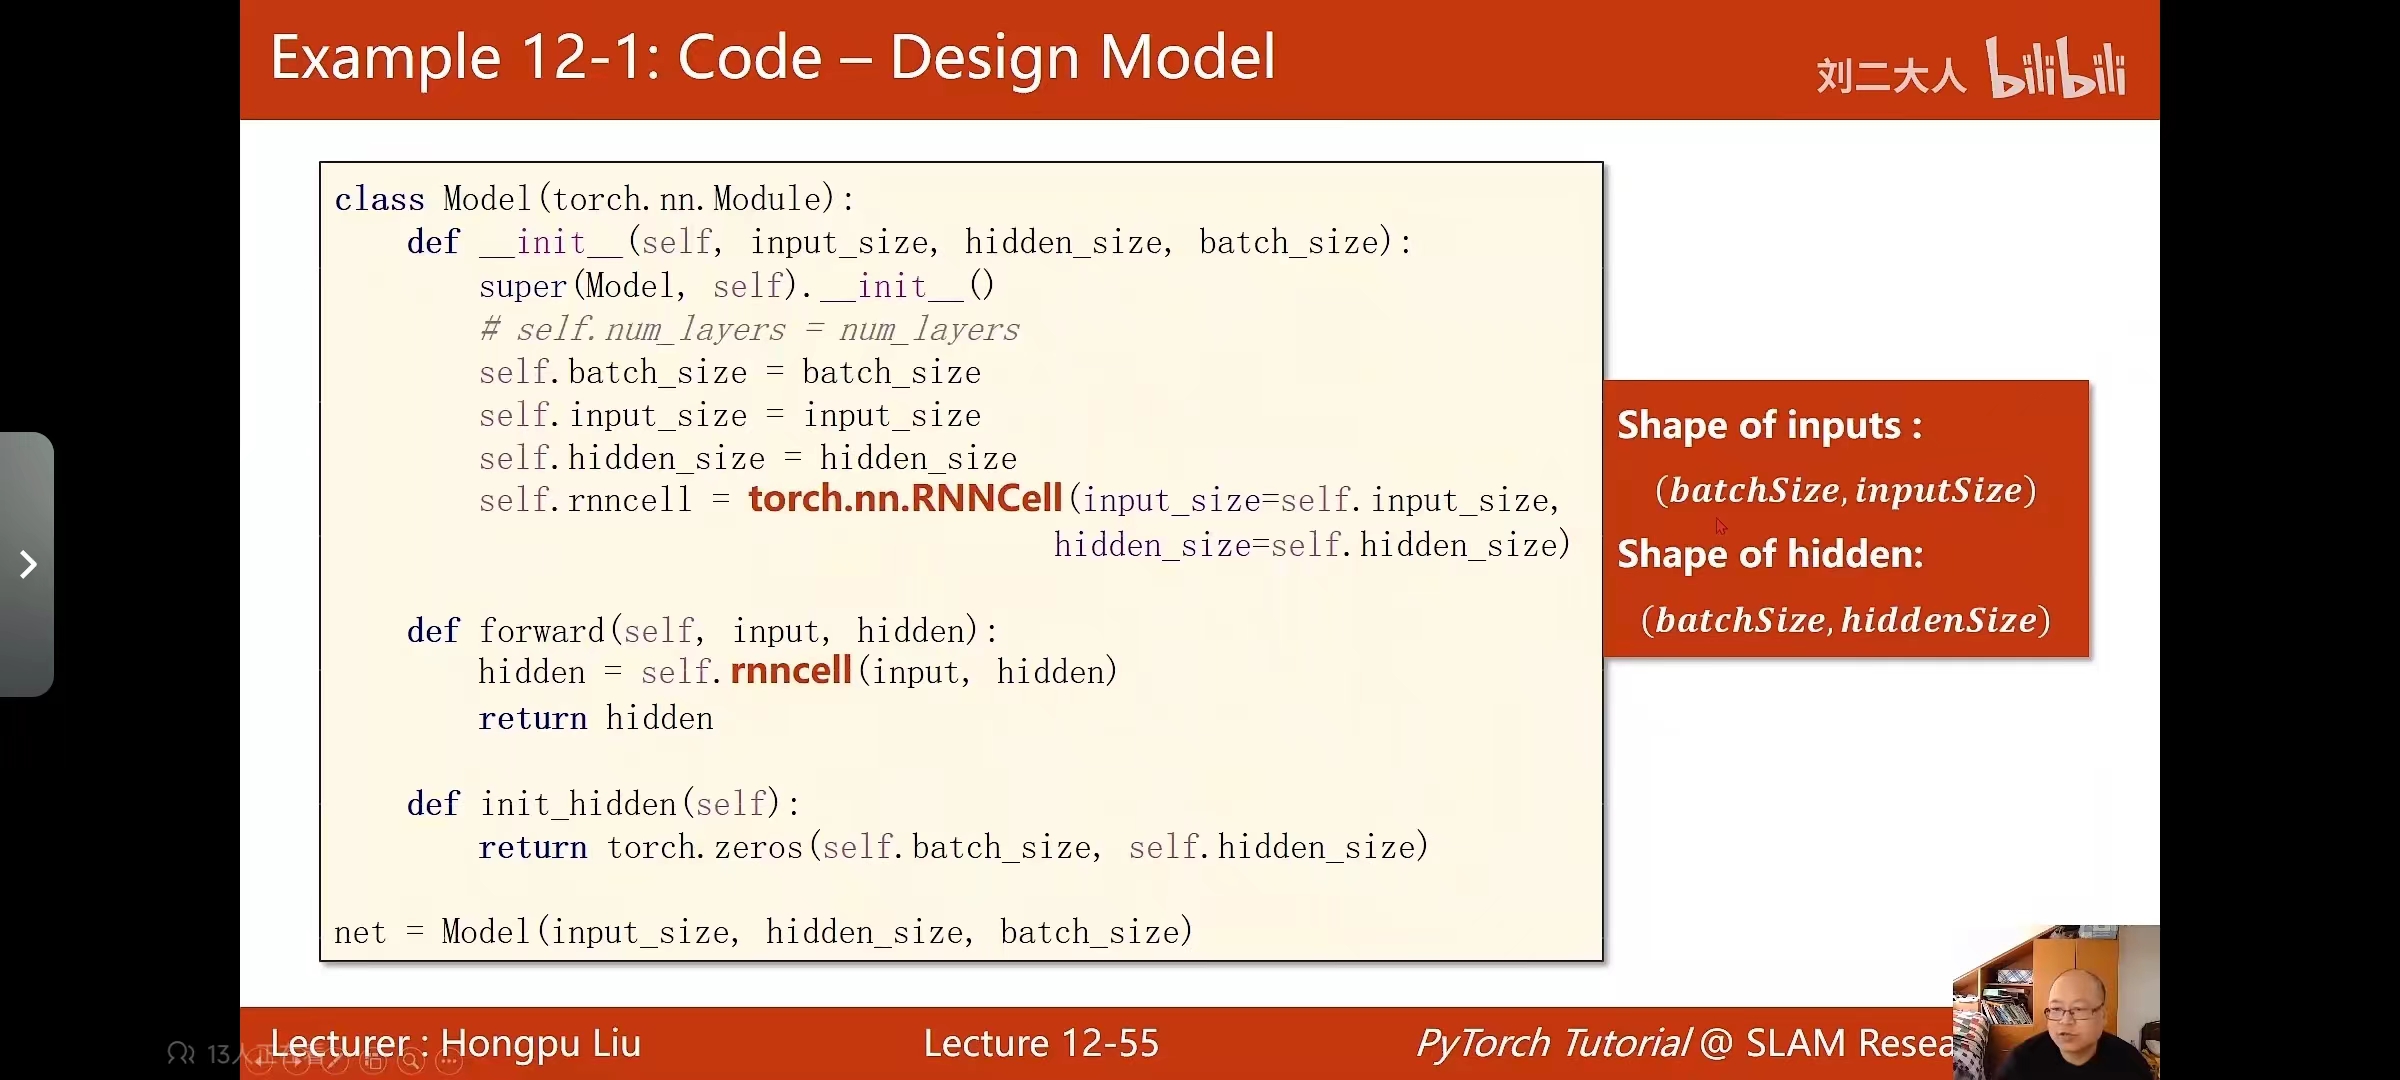 Example 12-1: Code – Design Model
刘二大人 bilibili
class Model(torch.nn.Module):
    def __init__(self, input_size, hidden_size, batch_size):
        super(Model, self).__init__()
        # self.num_layers = num_layers
        self.batch_size = batch_size
        self.input_size = input_size
        self.hidden_size = hidden_size
        self.rnncell = torch.nn.RNNCell(input_size=self.input_size,
                                        hidden_size=self.hidden_size)
    def forward(self, input, hidden):
        hidden = self.rnncell(input, hidden)
        return hidden
    def init_hidden(self):
        return torch.zeros(self.batch_size, self.hidden_size)
net = Model(input_size, hidden_size, batch_size)
Shape of inputs :
(batchSize, inputSize)
Shape of hidden:
(batchSize, hiddenSize)
Lecturer : Hongpu Liu
Lecture 12-55
PyTorch Tutorial @ SLAM Resea
13人正在看